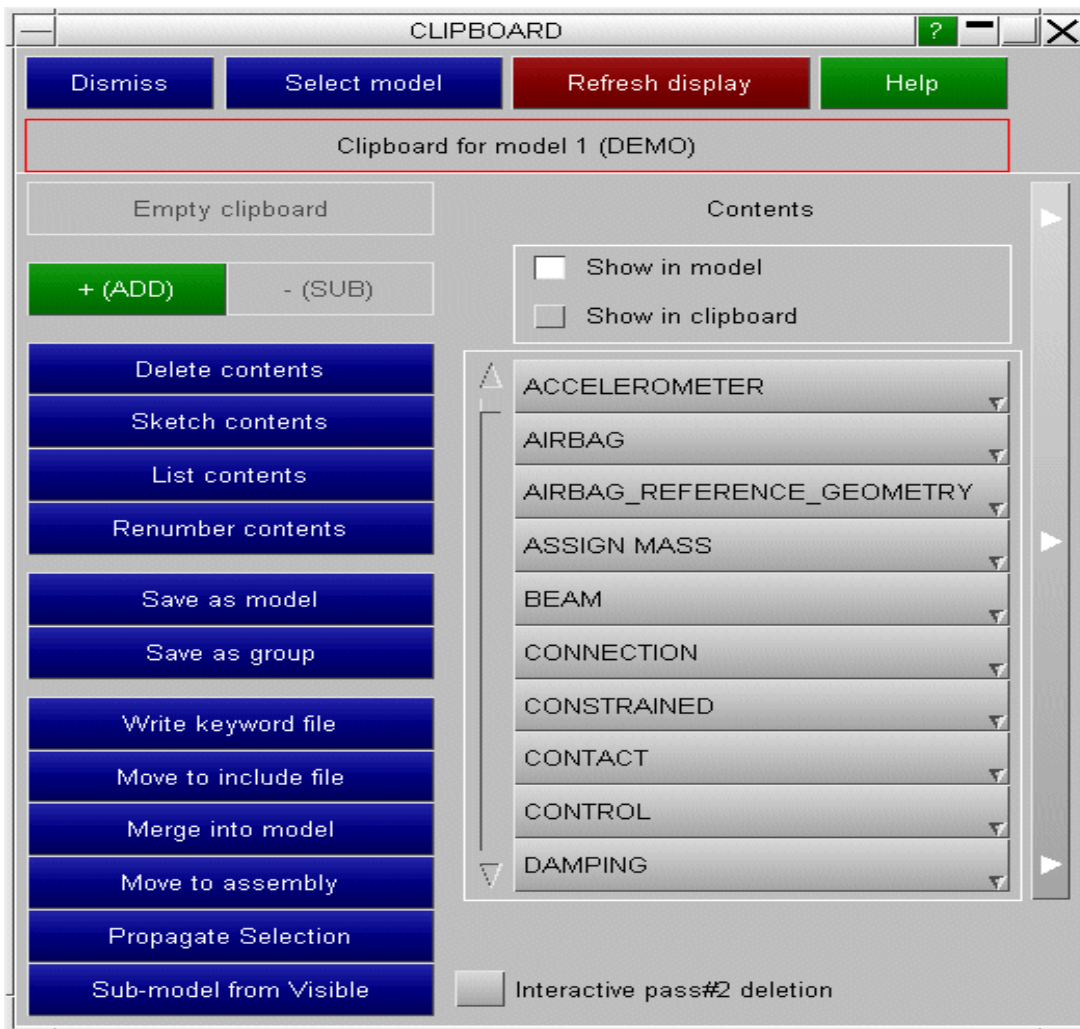 CLIPBOARD ?
Dismiss Select model Refresh display Help
Clipboard for model 1 (DEMO)
Empty clipboard
Contents
+ (ADD) - (SUB)
Show in model
Show in clipboard
Delete contents
Sketch contents
List contents
Renumber contents
Save as model
Save as group
Write keyword file
Move to include file
Merge into model
Move to assembly
Propagate Selection
Sub-model from Visible
ACCELEROMETER
AIRBAG
AIRBAG_REFERENCE_GEOMETRY
ASSIGN MASS
BEAM
CONNECTION
CONSTRAINED
CONTACT
CONTROL
DAMPING
Interactive pass#2 deletion